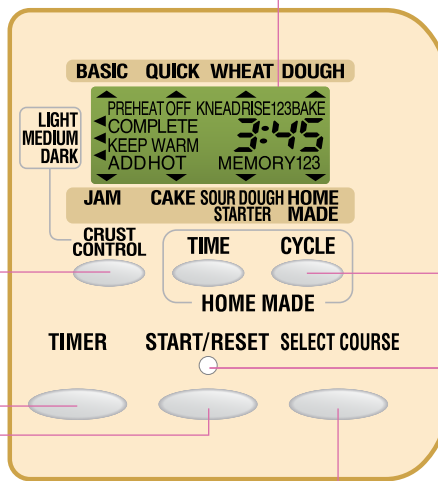 BASIC QUICK WHEAT DOUGH
LIGHT
MEDIUM
DARK
PREHEAT OFF KNEAD RISE 123 BAKE
COMPLETE
3:45
KEEP WARM
ADD HOT MEMORY 123
JAM CAKE SOUR DOUGH STARTER HOME MADE
CRUST CONTROL
TIME CYCLE
HOME MADE
TIMER START/RESET SELECT COURSE